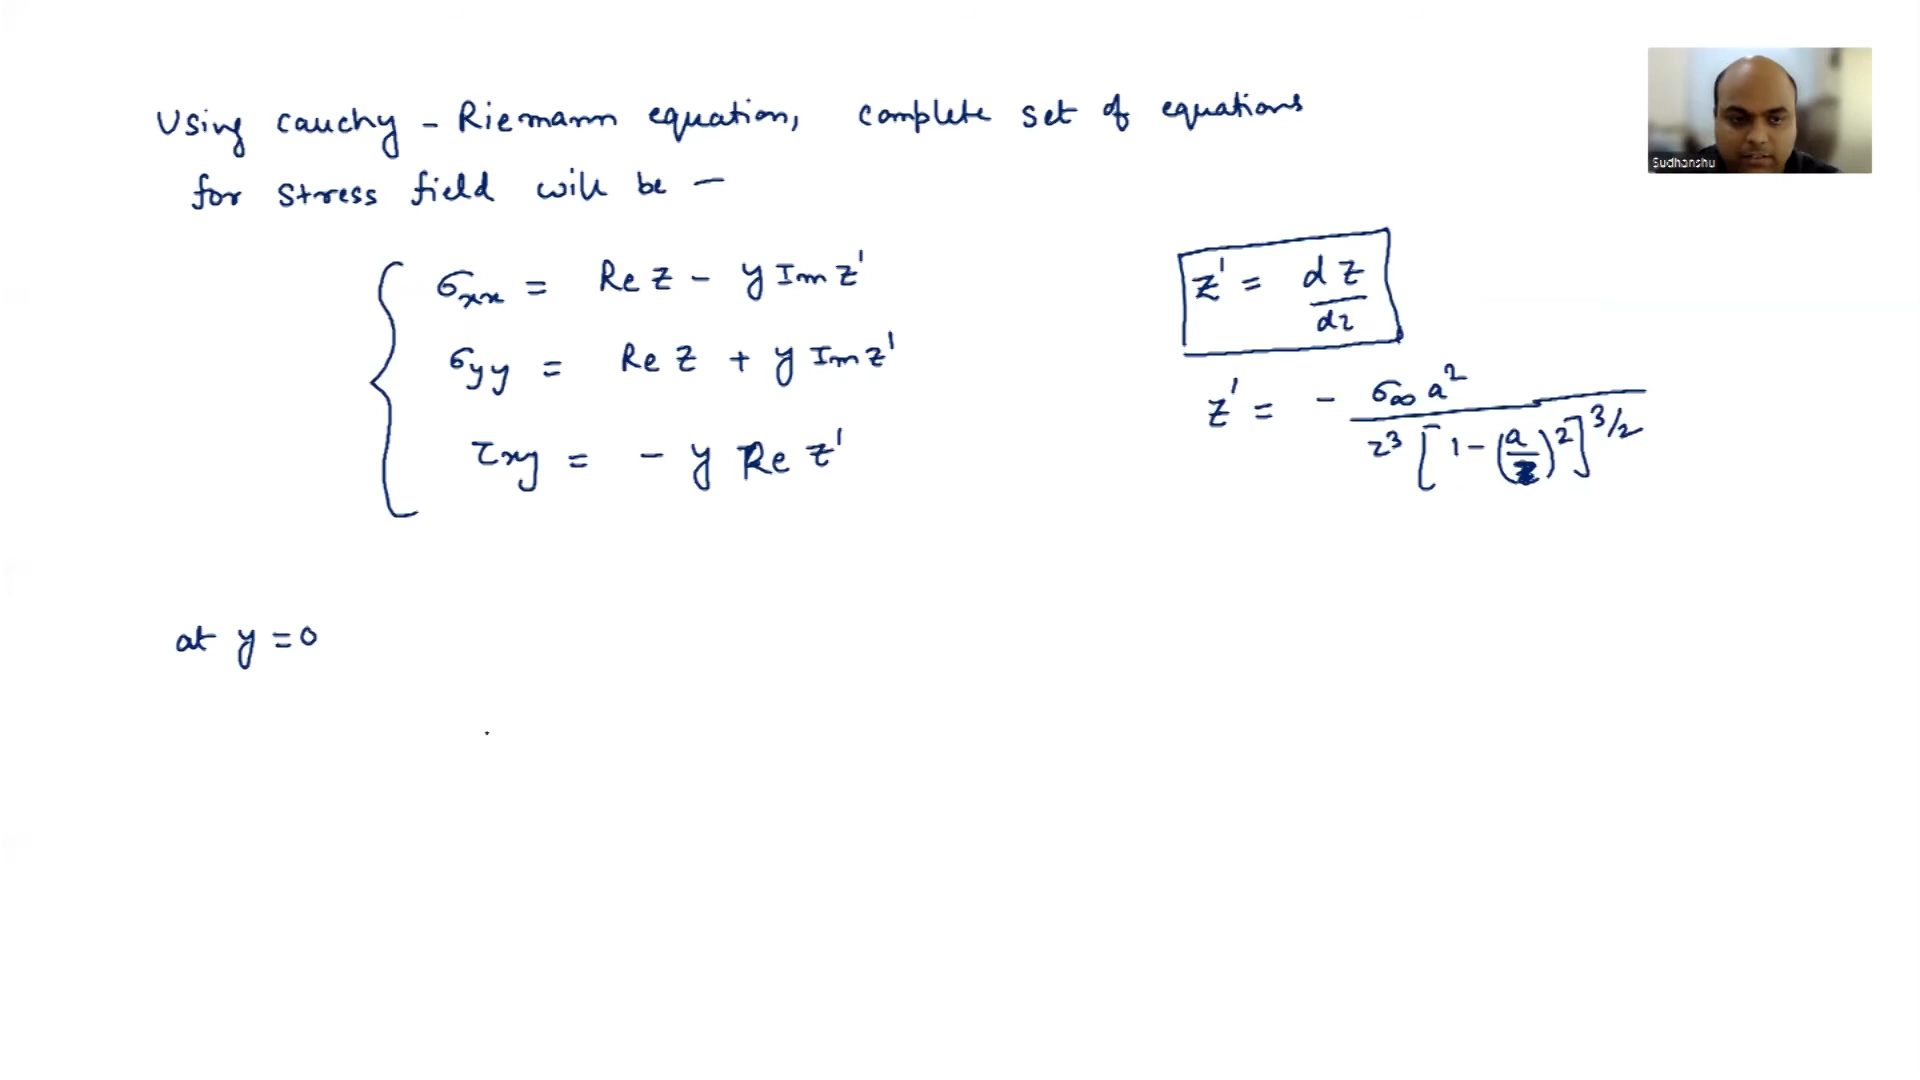 Using Cauchy - Riemann equation, complete set of equations
for stress field will be -
σxx = Re z - y Im z'
σyy = Re z + y Im z'
τxy = - y Re z'
z' = dz/dz
z' = - σ∞ a² / z³ [1 - (a/z)²]^3/2
at y = 0
Sudhanshu